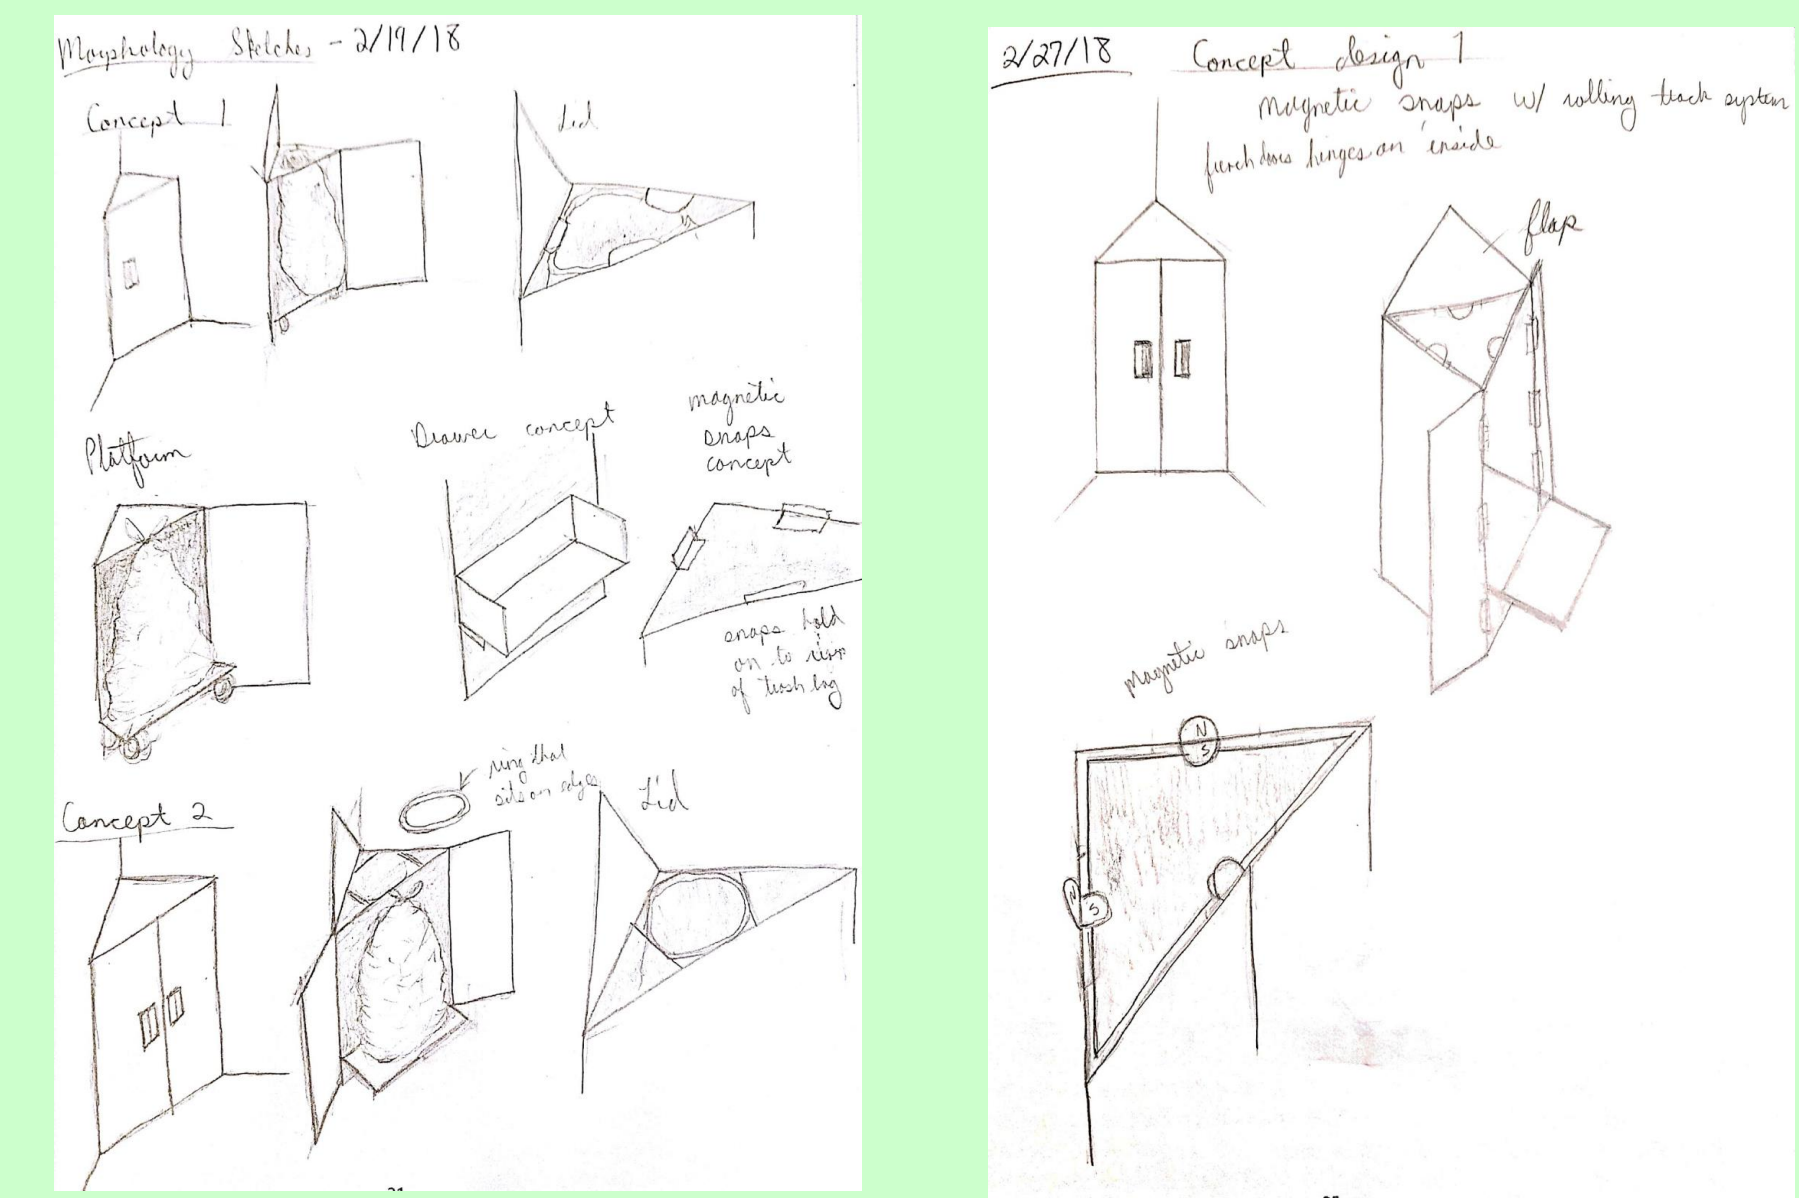 Morphology Sketches - 2/19/18
Concept 1
Lid
Platform
Drawer concept
magnetic
snaps
concept
snaps hold
on to rim
of trash bag
Concept 2
ring that
sits on edges
Lid
2/27/18
Concept design 1
magnetic snaps w/ rolling track system
french doors hinges on inside
flap
magnetic snaps
N
S
N
S